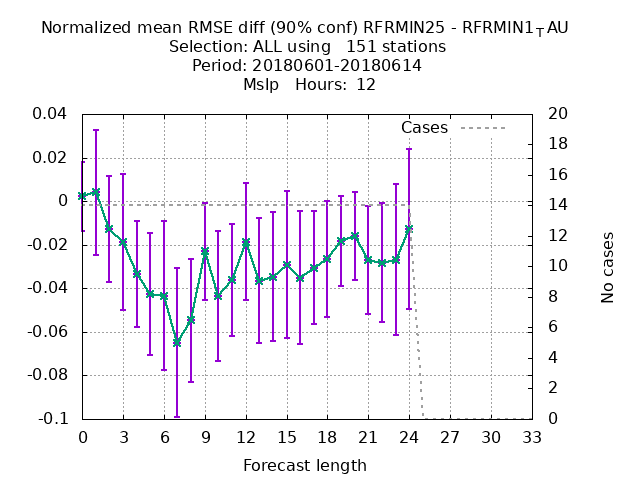 Normalized mean RMSE diff (90% conf) RFRMIN25 - RFRMIN1_TAU
Selection: ALL using   151 stations
Period: 20180601-20180614
Mslp   Hours:  12
Cases
0.04
0.02
0
-0.02
-0.04
-0.06
-0.08
-0.1
20
18
16
14
12
10
8
6
4
2
0
No cases
0 3 6 9 12 15 18 21 24 27 30 33
Forecast length